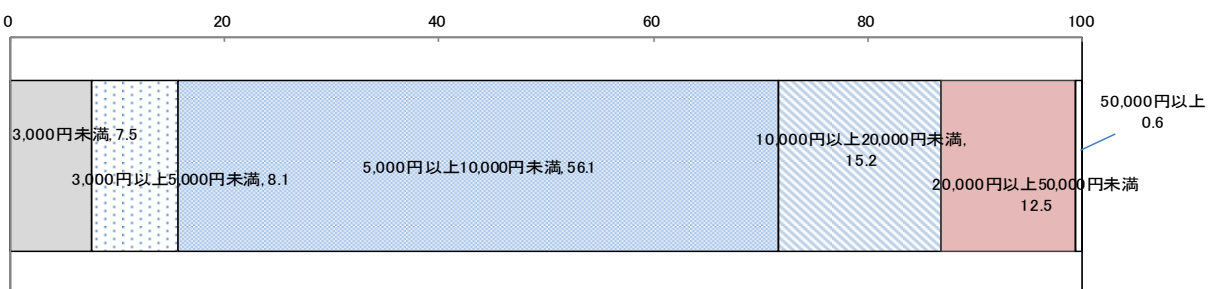 0 20 40 60 80 100
50,000円以上
0.6
3,000円未満, 7.5
10,000円以上20,000円未満,
15.2
5,000円以上10,000円未満, 56.1
3,000円以上5,000円未満, 8.1
20,000円以上50,000円未満
12.5